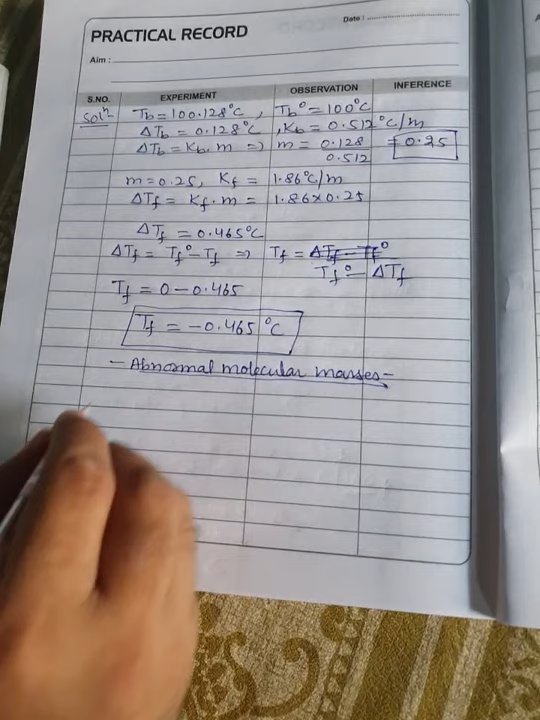 Date :
PRACTICAL RECORD
Aim :
S.NO. EXPERIMENT OBSERVATION INFERENCE
Solⁿ Tb = 100.128°C , Tb° = 100°C
ΔTb = 0.128°C , Kb = 0.512 °C/m
ΔTb = Kb. m => m = 0.128 = 0.25
0.512
m = 0.25, Kf = 1.86°C/m
ΔTf = Kf . m = 1.86 x 0.25
ΔTf = 0.465°C
ΔTf = Tf° - Tf => Tf = ΔTf - Tf°
Tf° - ΔTf
Tf = 0 - 0.465
Tf = -0.465 °C
- Abnormal molecular masses -